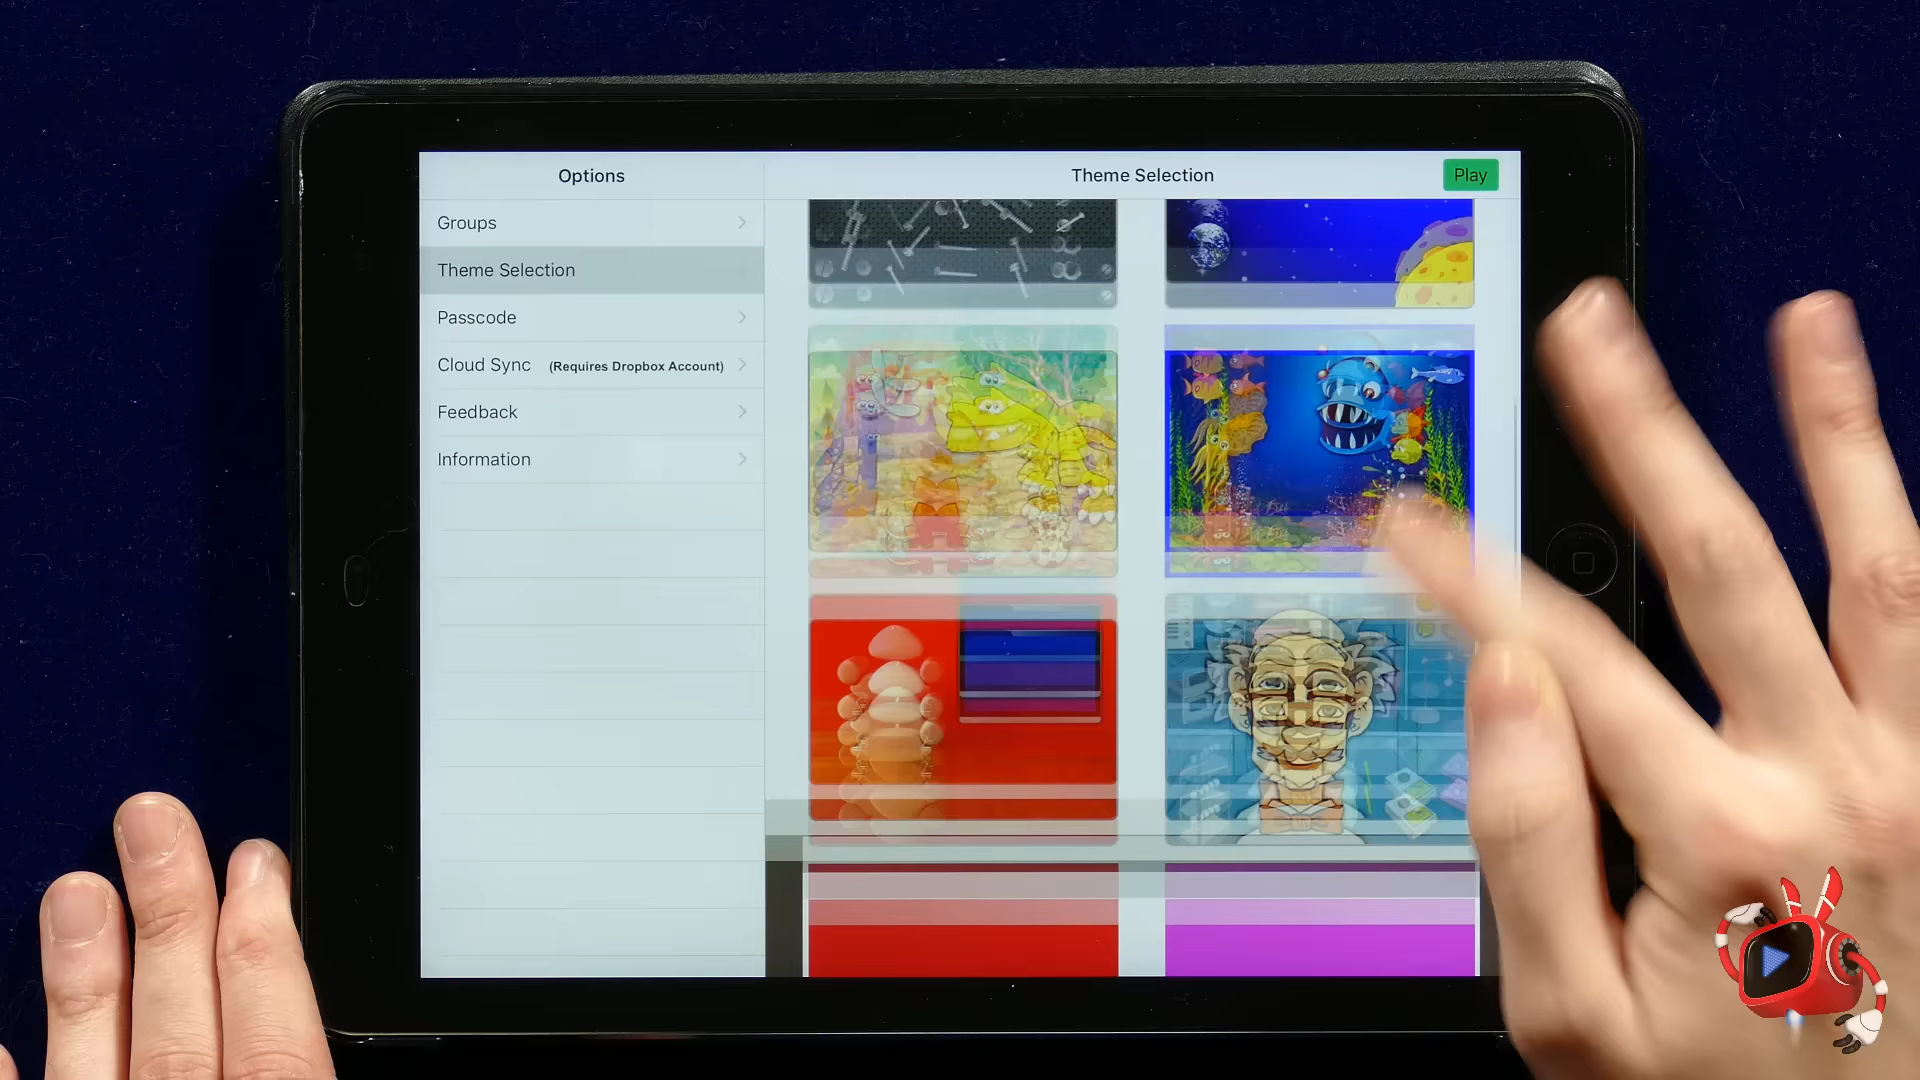 Options
Theme Selection
Play
Groups
Theme Selection
Passcode
Cloud Sync (Requires Dropbox Account)
Feedback
Information